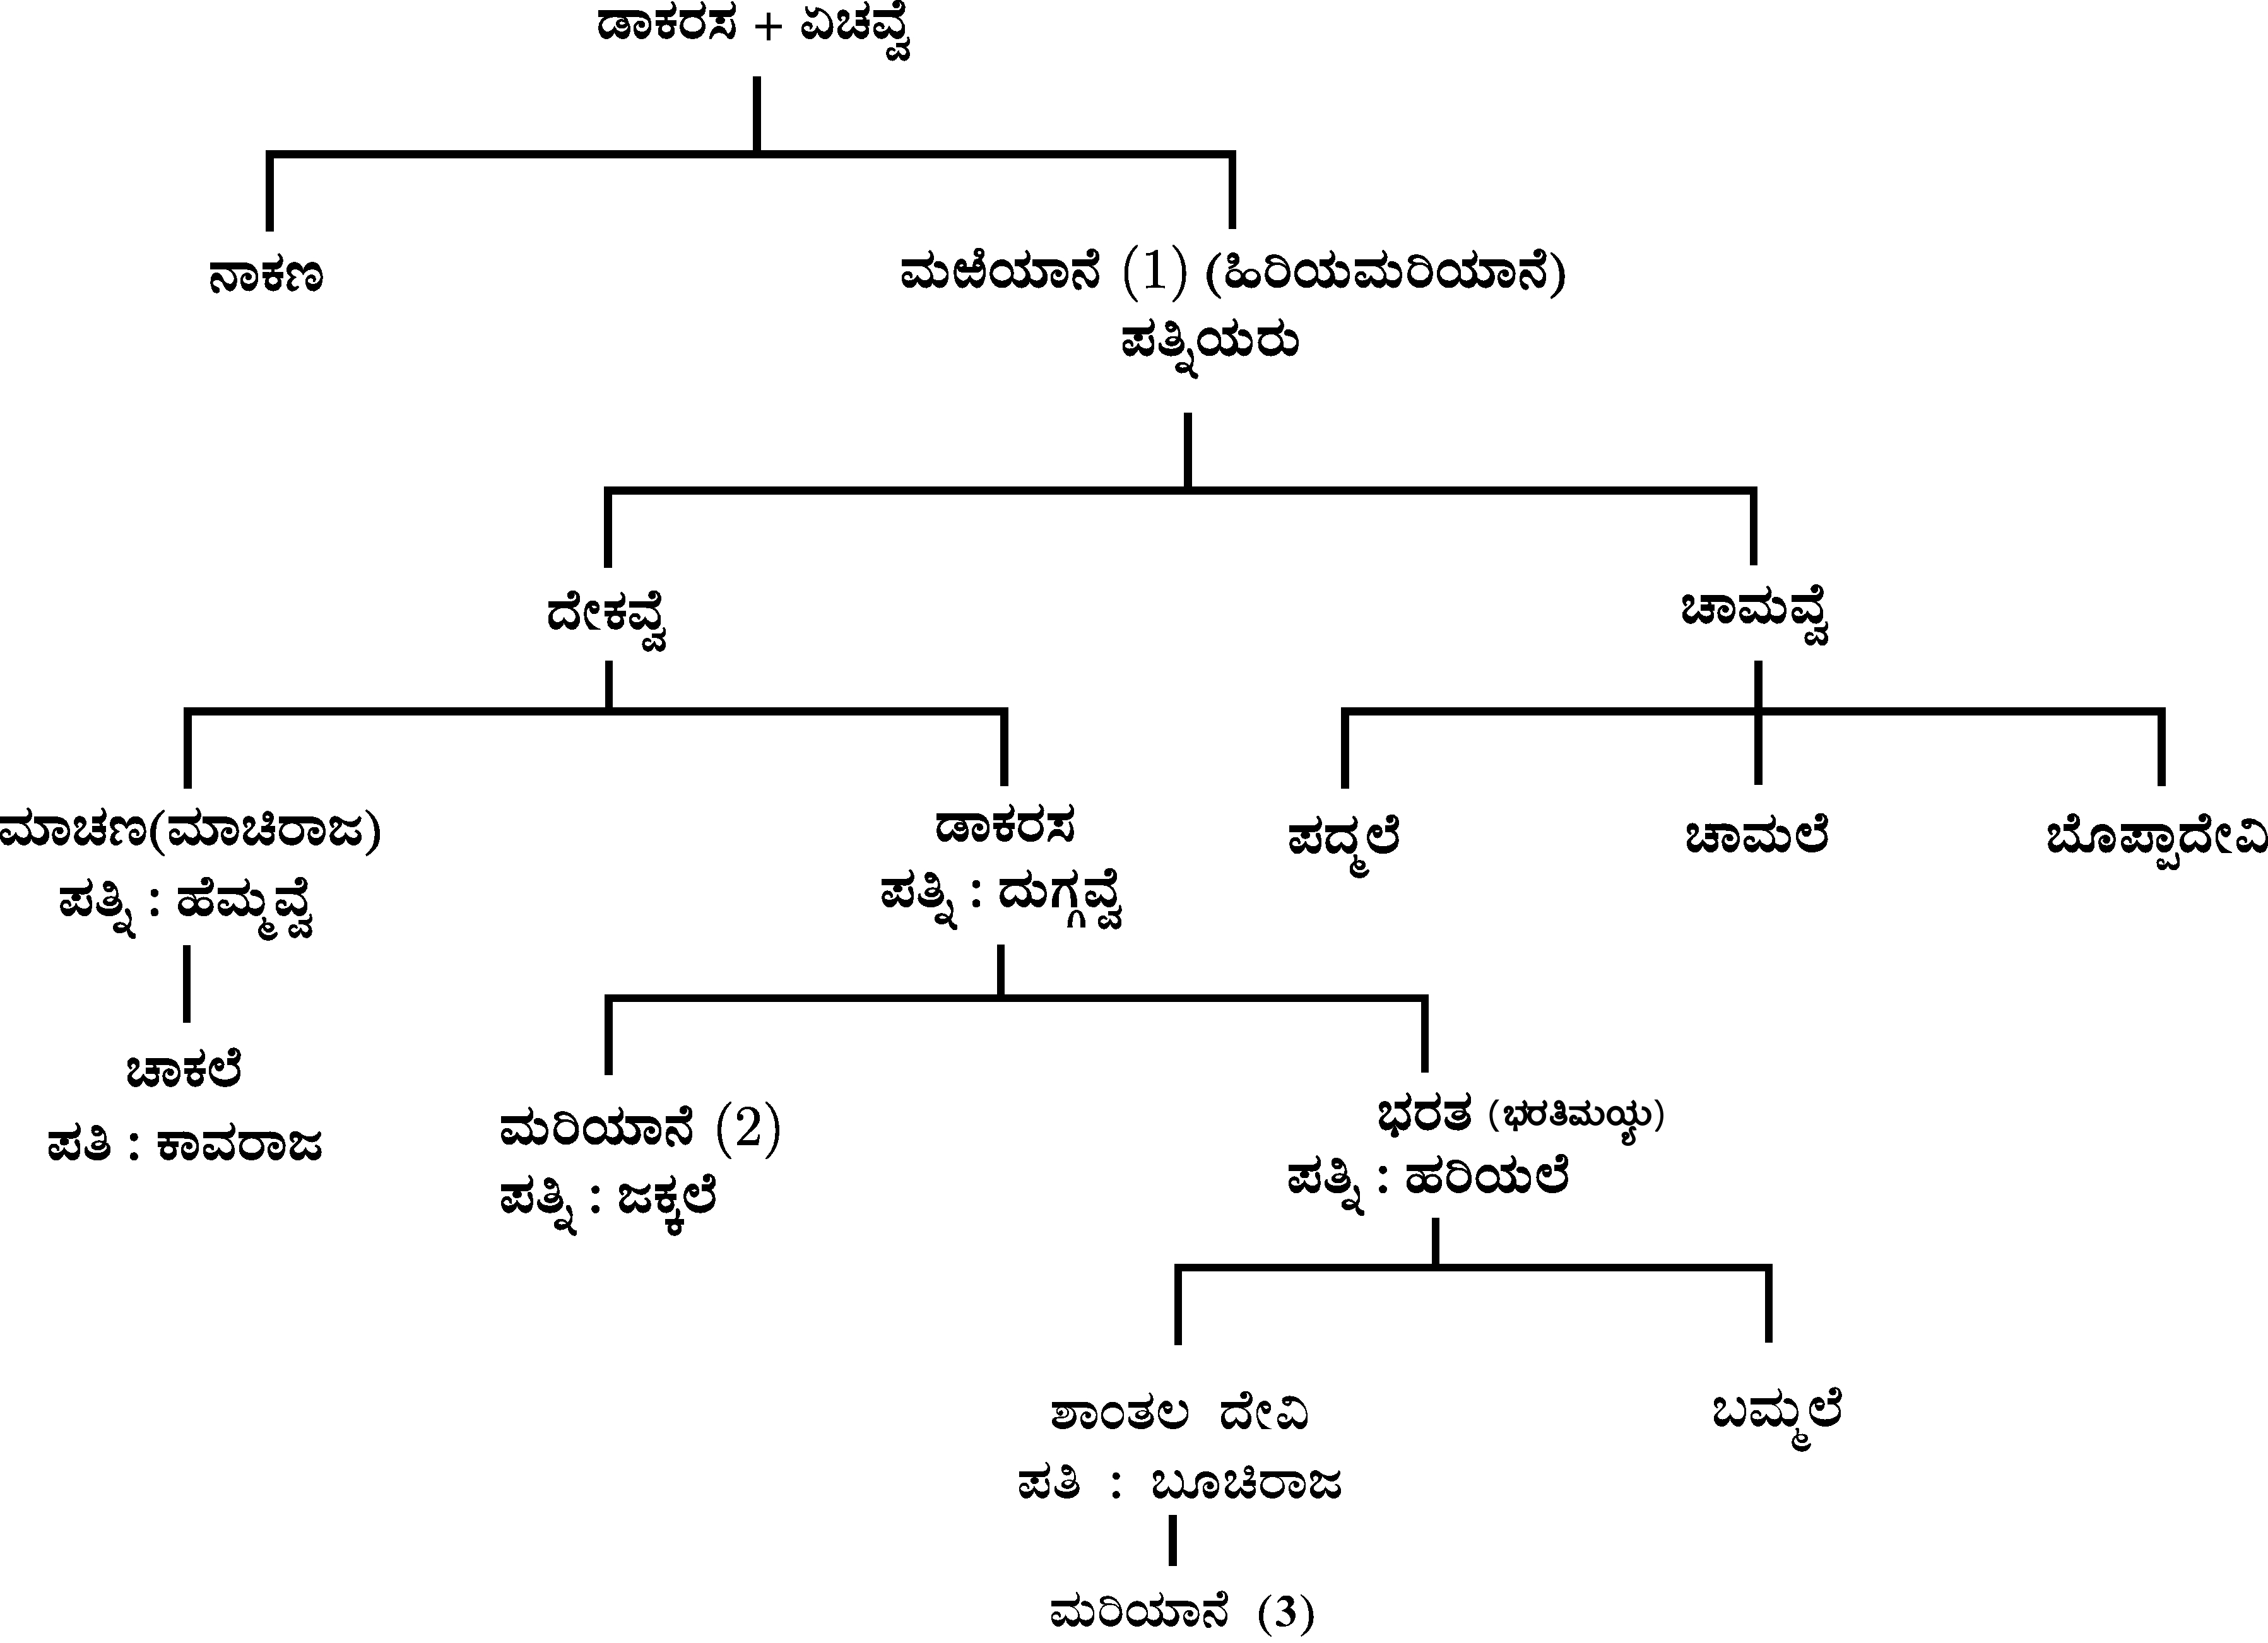 ಡಾಕರಸ + ಏಚವ್ವೆ
ನಾಕಣ
ಮಱಿಯಾನೆ (1) (ಹಿರಿಯಮರಿಯಾನೆ)
ಪತ್ನಿಯರು
ದೇಕವ್ವೆ
ಚಾಮವ್ವೆ
ಮಾಚಣ(ಮಾಚಿರಾಜ)
ಪತ್ನಿ : ಹೆಮ್ಮವ್ವೆ
ಡಾಕರಸ
ಪತ್ನಿ : ದುಗ್ಗವ್ವೆ
ಪದ್ಮಲೆ
ಚಾಮಲೆ
ಬೊಪ್ಪಾದೇವಿ
ಚಾಕಲೆ
ಪತಿ : ಕಾವರಾಜ
ಮರಿಯಾನೆ (2)
ಪತ್ನಿ : ಜಕ್ಕಲೆ
ಭರತ (ಭರತಿಮಯ್ಯ)
ಪತ್ನಿ : ಹರಿಯಲೆ
ಶಾಂತಲ ದೇವಿ
ಪತಿ : ಬೂಚಿರಾಜ
ಬಮ್ಮಲೆ
ಮರಿಯಾನೆ (3)